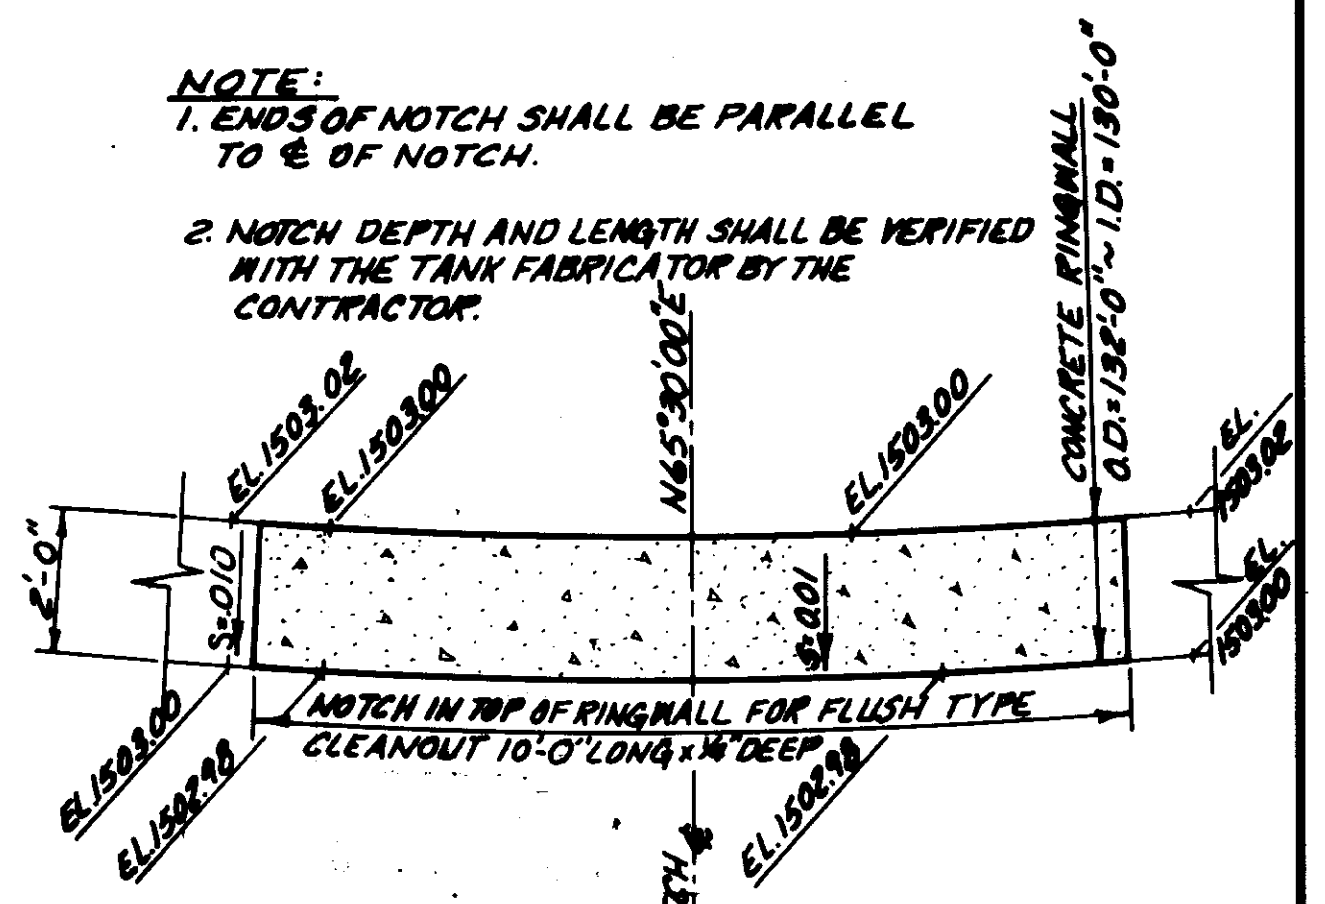 NOTE:
1. ENDS OF NOTCH SHALL BE PARALLEL
TO ℄ OF NOTCH.
2. NOTCH DEPTH AND LENGTH SHALL BE VERIFIED
WITH THE TANK FABRICATOR BY THE
CONTRACTOR.
N65°30'00"E
CONCRETE RINGWALL
O.D.=132'-0" ~ I.D.=130'-0"
EL.1503.02
EL.1503.00
EL.1503.00
EL.
1503.02
2'-0"
S=.010
S=0.01
EL.
1503.00
NOTCH IN TOP OF RINGWALL FOR FLUSH TYPE
CLEANOUT 10'-0" LONG x ¼" DEEP
EL.1503.00
EL.1502.98
EL.1502.98
℄